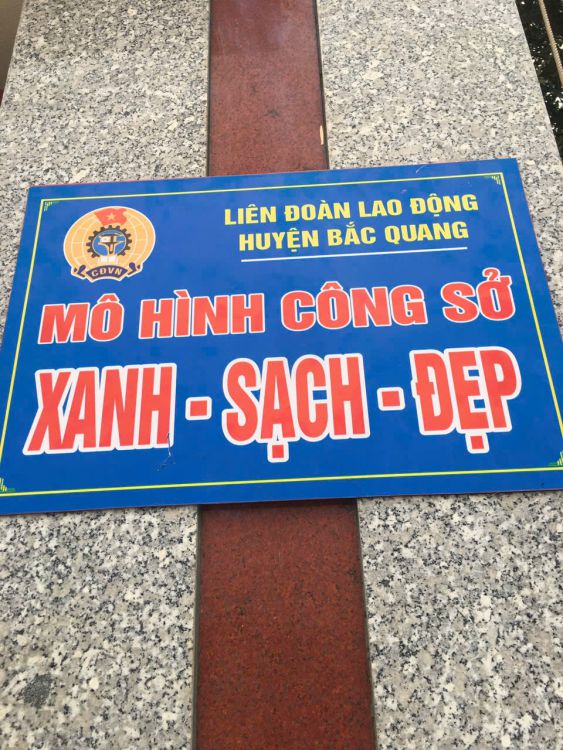 CĐVN
LIÊN ĐOÀN LAO ĐỘNG
HUYỆN BẮC QUANG
MÔ HÌNH CÔNG SỞ
XANH - SẠCH - ĐẸP